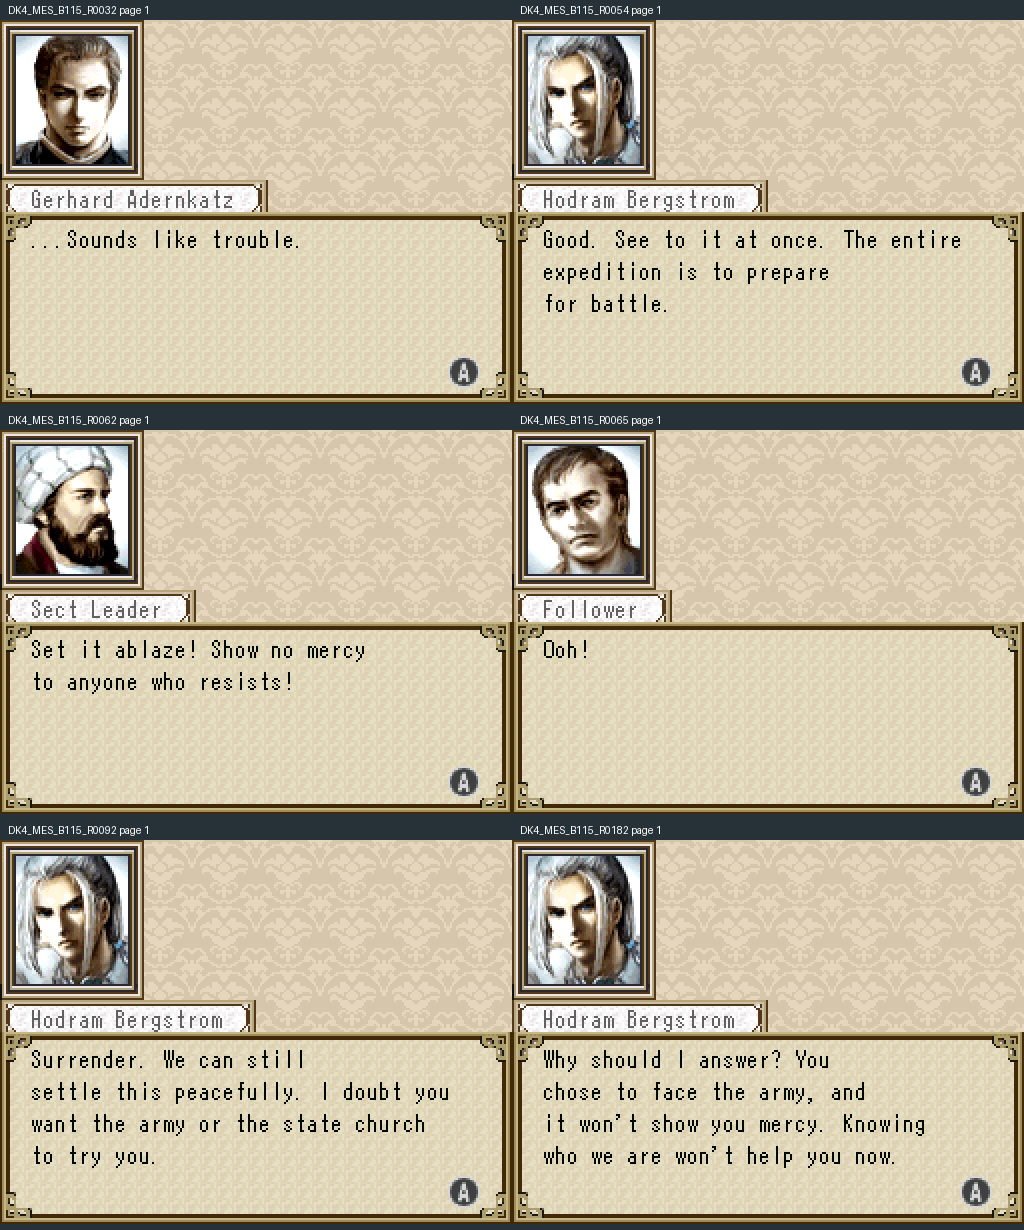 DK4_MES_B115_R0032 page 1
Gerhard Adernkatz
...Sounds like trouble.
A
DK4_MES_B115_R0054 page 1
Hodram Bergstrom
Good. See to it at once. The entire
expedition is to prepare
for battle.
A
DK4_MES_B115_R0062 page 1
Sect Leader
Set it ablaze! Show no mercy
to anyone who resists!
A
DK4_MES_B115_R0065 page 1
Follower
Ooh!
A
DK4_MES_B115_R0092 page 1
Hodram Bergstrom
Surrender. We can still
settle this peacefully. I doubt you
want the army or the state church
to try you.
A
DK4_MES_B115_R0182 page 1
Hodram Bergstrom
Why should I answer? You
chose to face the army, and
it won't show you mercy. Knowing
who we are won't help you now.
A